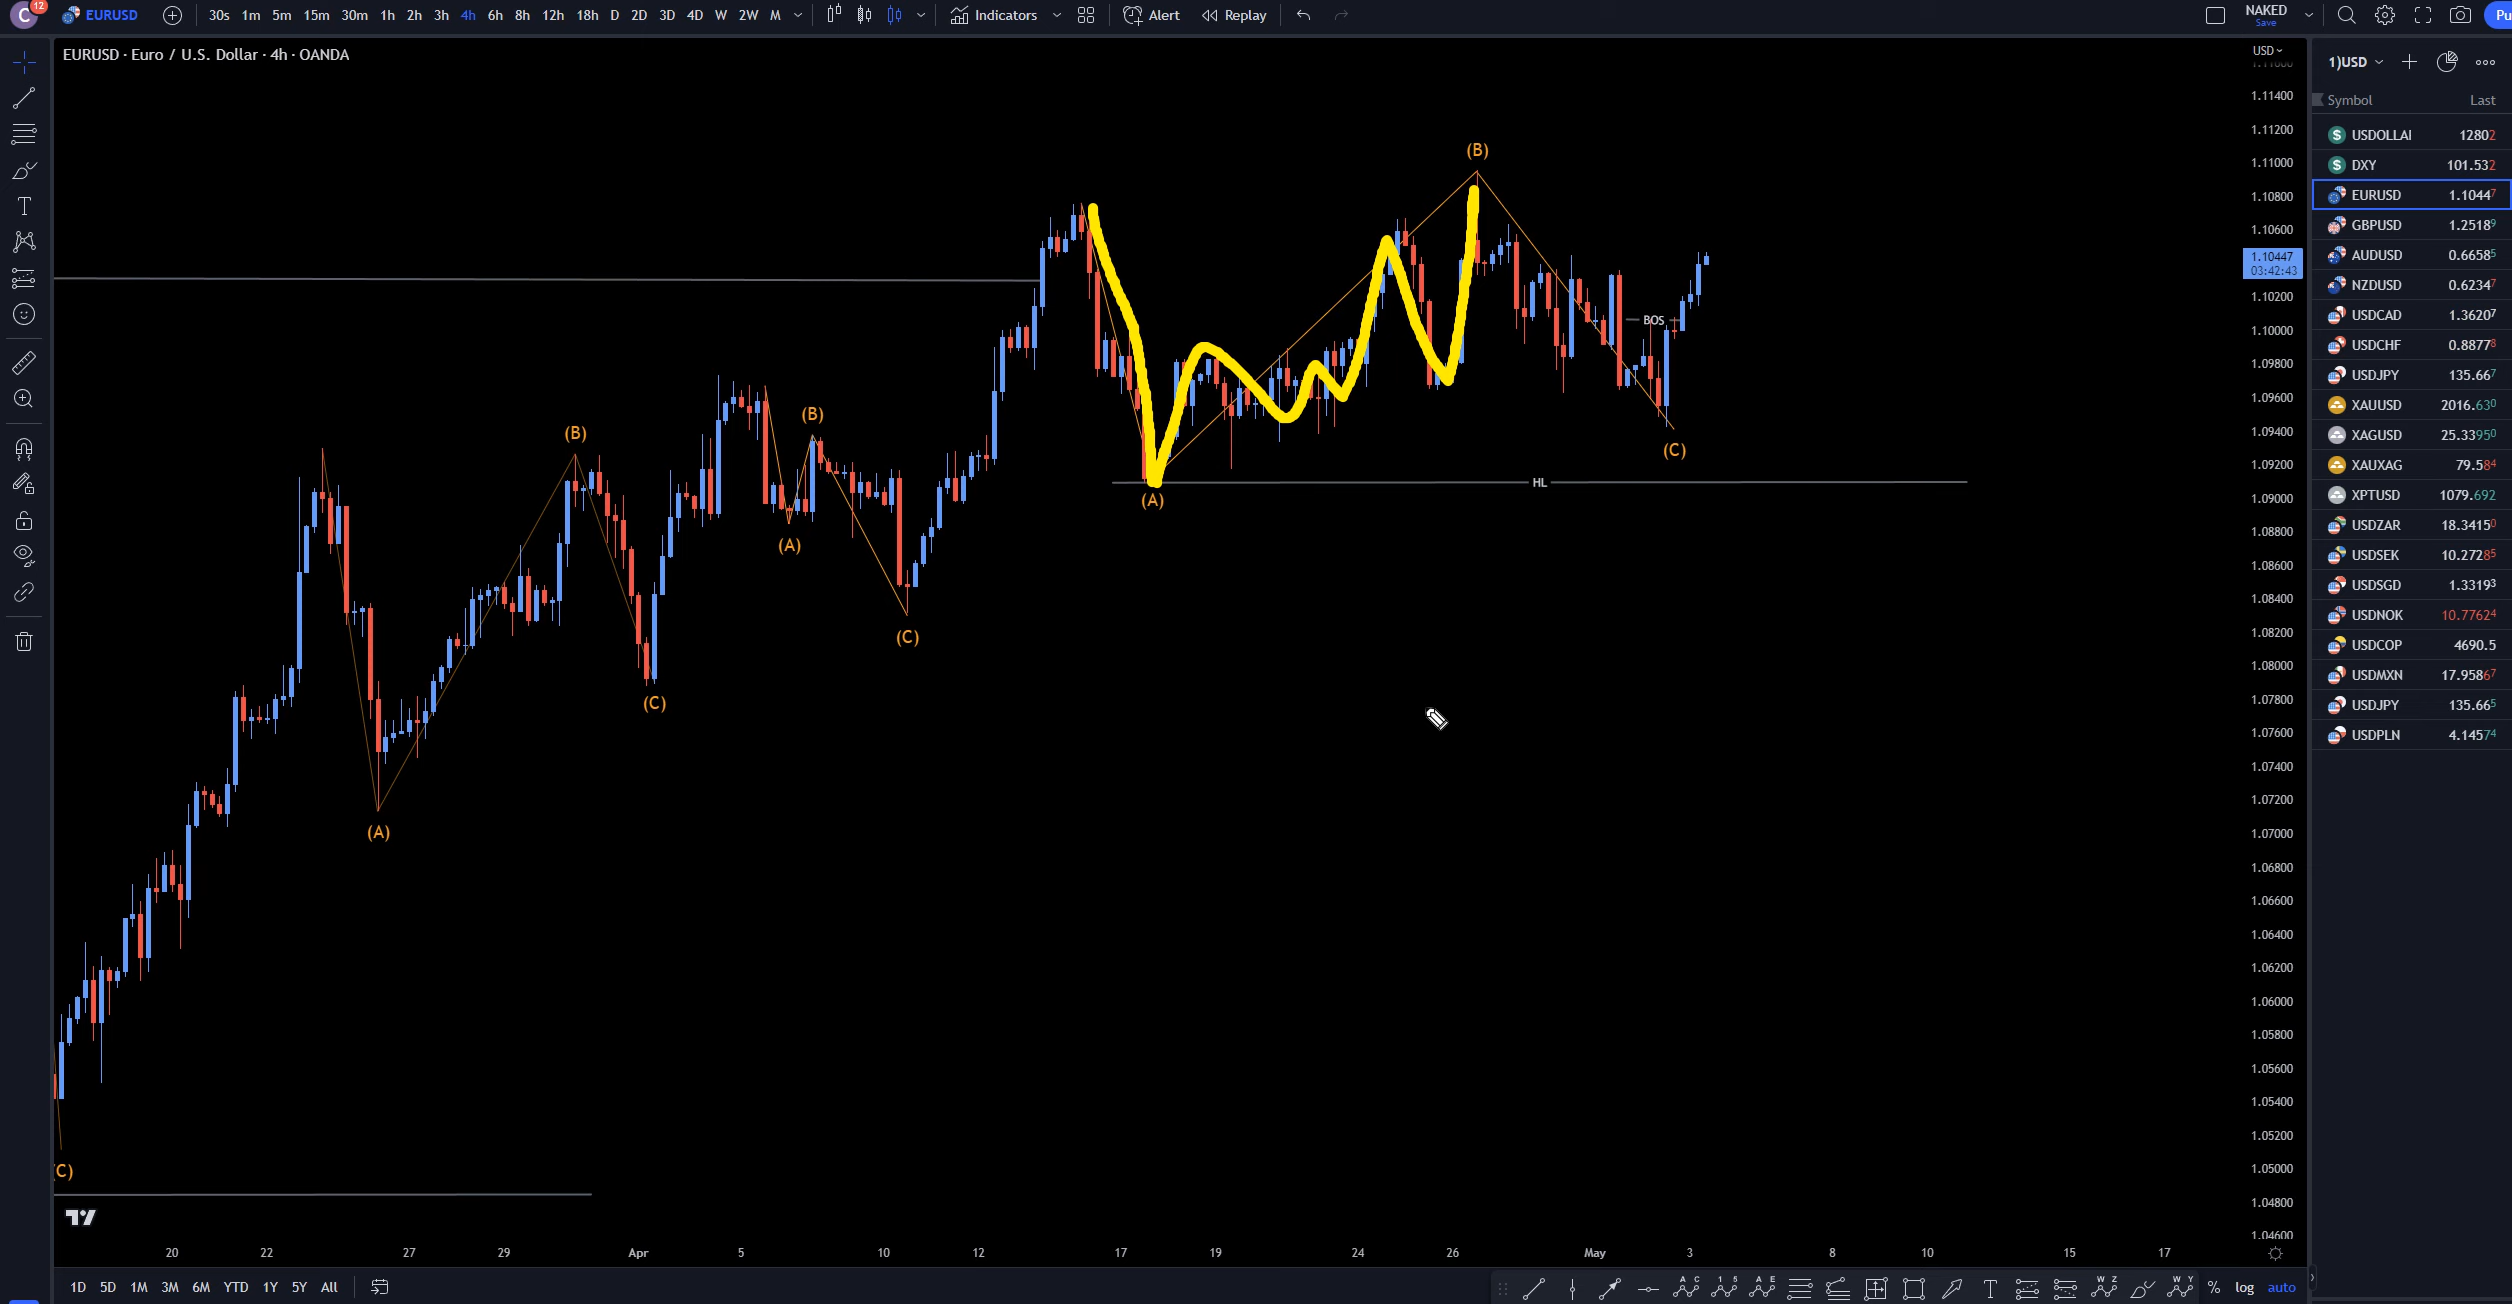 C 12 EURUSD 30s 1m 5m 15m 30m 1h 2h 3h 4h 6h 8h 12h 18h D 2D 3D 4D W 2W M Indicators Alert Replay NAKED Save Pu
EURUSD · Euro / U.S. Dollar · 4h · OANDA
USD
1.11400
1.11200
1.11000
1.10800
1.10600
1.10447
03:42:43
1.10200
1.10000
1.09800
1.09600
1.09400
1.09200
1.09000
1.08800
1.08600
1.08400
1.08200
1.08000
1.07800
1.07600
1.07400
1.07200
1.07000
1.06800
1.06600
1.06400
1.06200
1.06000
1.05800
1.05600
1.05400
1.05200
1.05000
1.04800
1.04600
(B)
BOS
(B)
(B)
(C)
HL
(A)
(A)
(C)
(C)
(A)
(C)
20 22 27 29 Apr 5 10 12 17 19 24 26 May 3 8 10 15 17
1D 5D 1M 3M 6M YTD 1Y 5Y All
% log auto
1)USD
Symbol Last
USDOLLAI 12802
DXY 101.532
EURUSD 1.10447
GBPUSD 1.25189
AUDUSD 0.66585
NZDUSD 0.62347
USDCAD 1.36207
USDCHF 0.88778
USDJPY 135.667
XAUUSD 2016.630
XAGUSD 25.33950
XAUXAG 79.584
XPTUSD 1079.692
USDZAR 18.34150
USDSEK 10.27285
USDSGD 1.33193
USDNOK 10.77624
USDCOP 4690.5
USDMXN 17.95867
USDJPY 135.665
USDPLN 4.14574